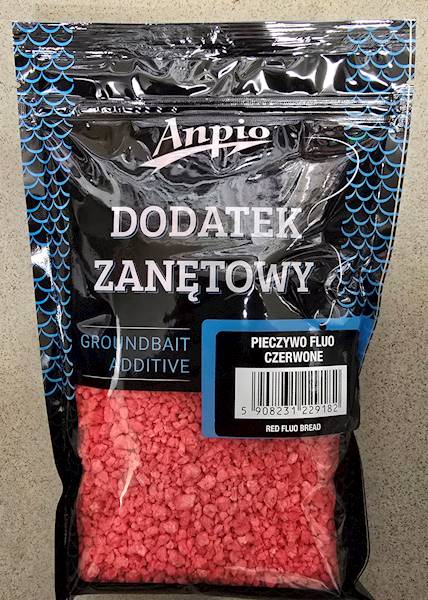 Anpio
DODATEK
ZANĘTOWY
GROUNDBAIT
ADDITIVE
PIECZYWO FLUO
CZERWONE
5 908231 229182
RED FLUO BREAD